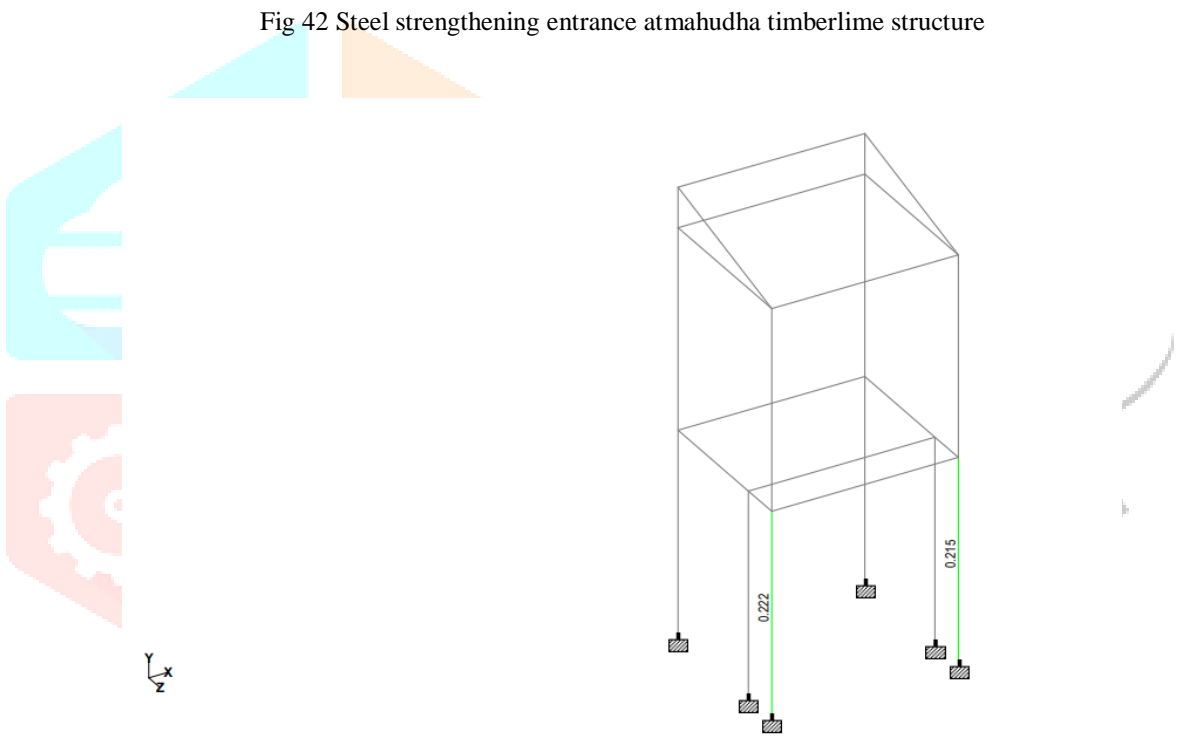 Fig 42 Steel strengthening entrance atmahudha timberlime structure
0.215
0.222
Y
X
Z